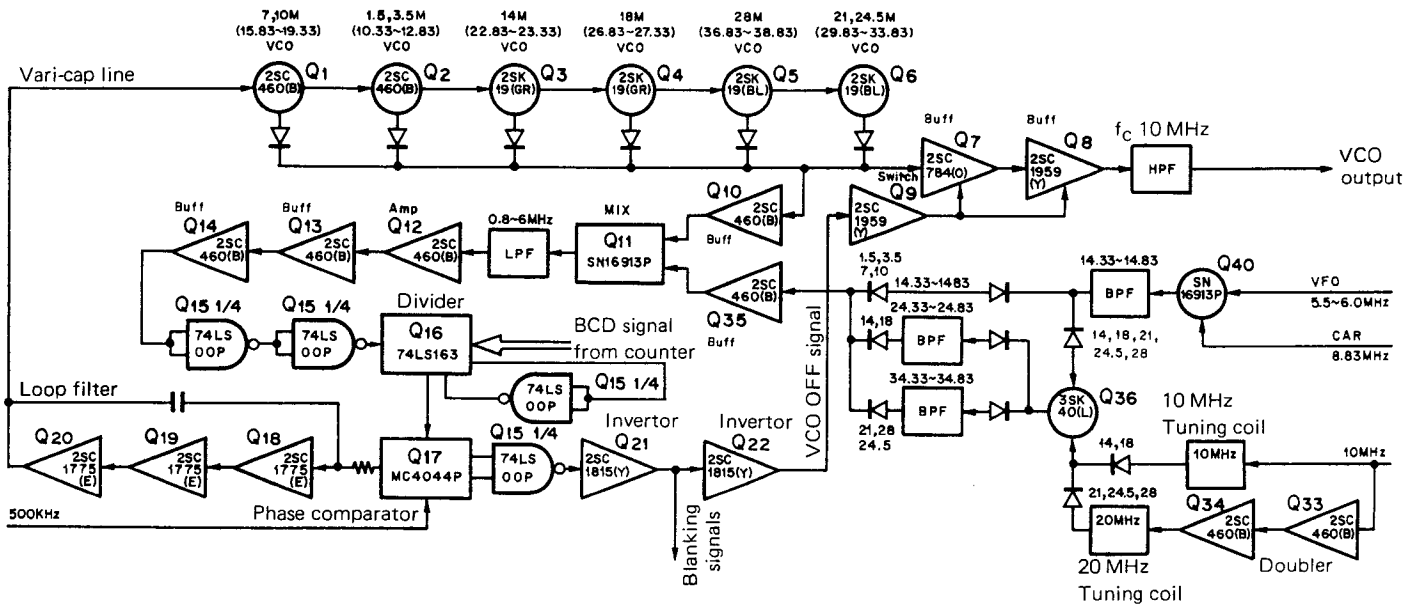 7,10M
(15.83~19.33)
VCO
1.5,3.5M
(10.33~12.83)
VCO
14M
(22.83~23.33)
VCO
18M
(26.83~27.33)
VCO
28M
(36.83~38.83)
VCO
21,24.5M
(29.83~33.83)
VCO
Vari-cap line
2SC
460(B)
Q1
2SC
460(B)
Q2
2SK
19(GR)
Q3
2SK
19(GR)
Q4
2SK
19(BL)
Q5
2SK
19(BL)
Q6
Buff
Q7
2SC
784(O)
Buff
Q8
2SC
1959
(Y)
fc 10 MHz
HPF
VCO
output
Switch
Q9
2SC
1959
(Y)
Q10
2SC
460(B)
Buff
Buff
Q14
2SC
460(B)
Buff
Q13
2SC
460(B)
Amp
Q12
2SC
460(B)
0.8~6MHz
LPF
MIX
Q11
SN16913P
2SC
460(B)
Q35
Buff
1.5,3.5
7,10
14.33~1483
14.33~14.83
BPF
Q40
SN
16913P
VFO
5.5~6.0MHz
CAR
8.83MHz
Q15 1/4
74LS
00P
Q15 1/4
74LS
00P
Divider
Q16
74LS163
BCD signal
from counter
24.33~24.83
14,18
BPF
14,18,21,
24.5,28
34.33~34.83
BPF
21,28
24.5
3SK
40(L)
Q36
VCO OFF signal
Loop filter
74LS
00P
Q15 1/4
Q20
2SC
1775
(E)
Q19
2SC
1775
(E)
Q18
2SC
1775
(E)
Q17
MC4044P
Q15 1/4
74LS
00P
Invertor
Q21
2SC
1815(Y)
Invertor
Q22
2SC
1815(Y)
10 MHz
Tuning coil
14,18
10MHz
10MHz
500KHz
Phase comparator
Blanking
signals
21,24.5,28
20MHz
Q34
2SC
460(B)
Q33
2SC
460(B)
Doubler
20 MHz
Tuning coil